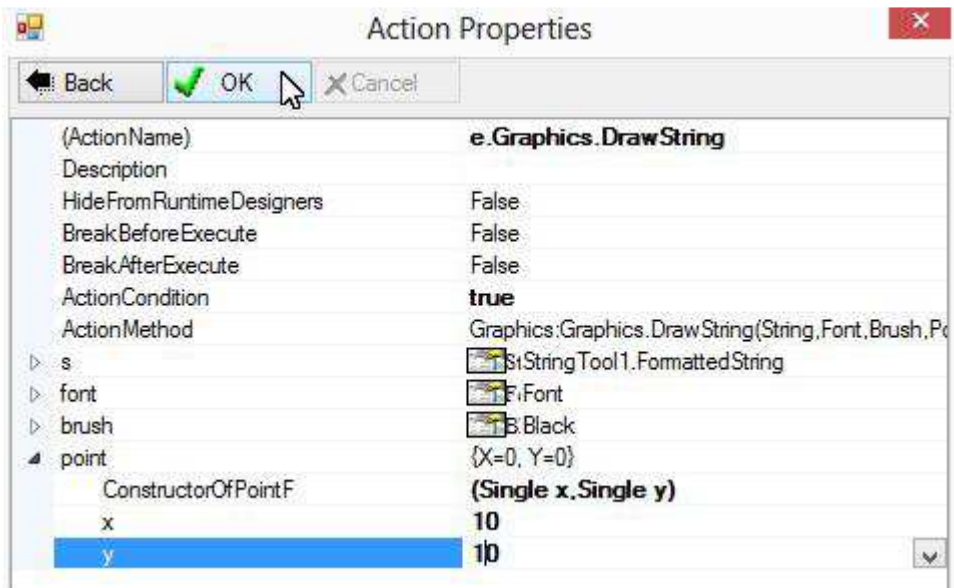 Action Properties
Back OK Cancel
(ActionName) e.Graphics.DrawString
Description
HideFromRuntimeDesigners False
BreakBeforeExecute False
BreakAfterExecute False
ActionCondition true
ActionMethod Graphics:Graphics.DrawString(String,Font,Brush,Po
s StringTool1.FormattedString
font Font
brush Black
point {X=0, Y=0}
ConstructorOfPointF (Single x,Single y)
x 10
y 10